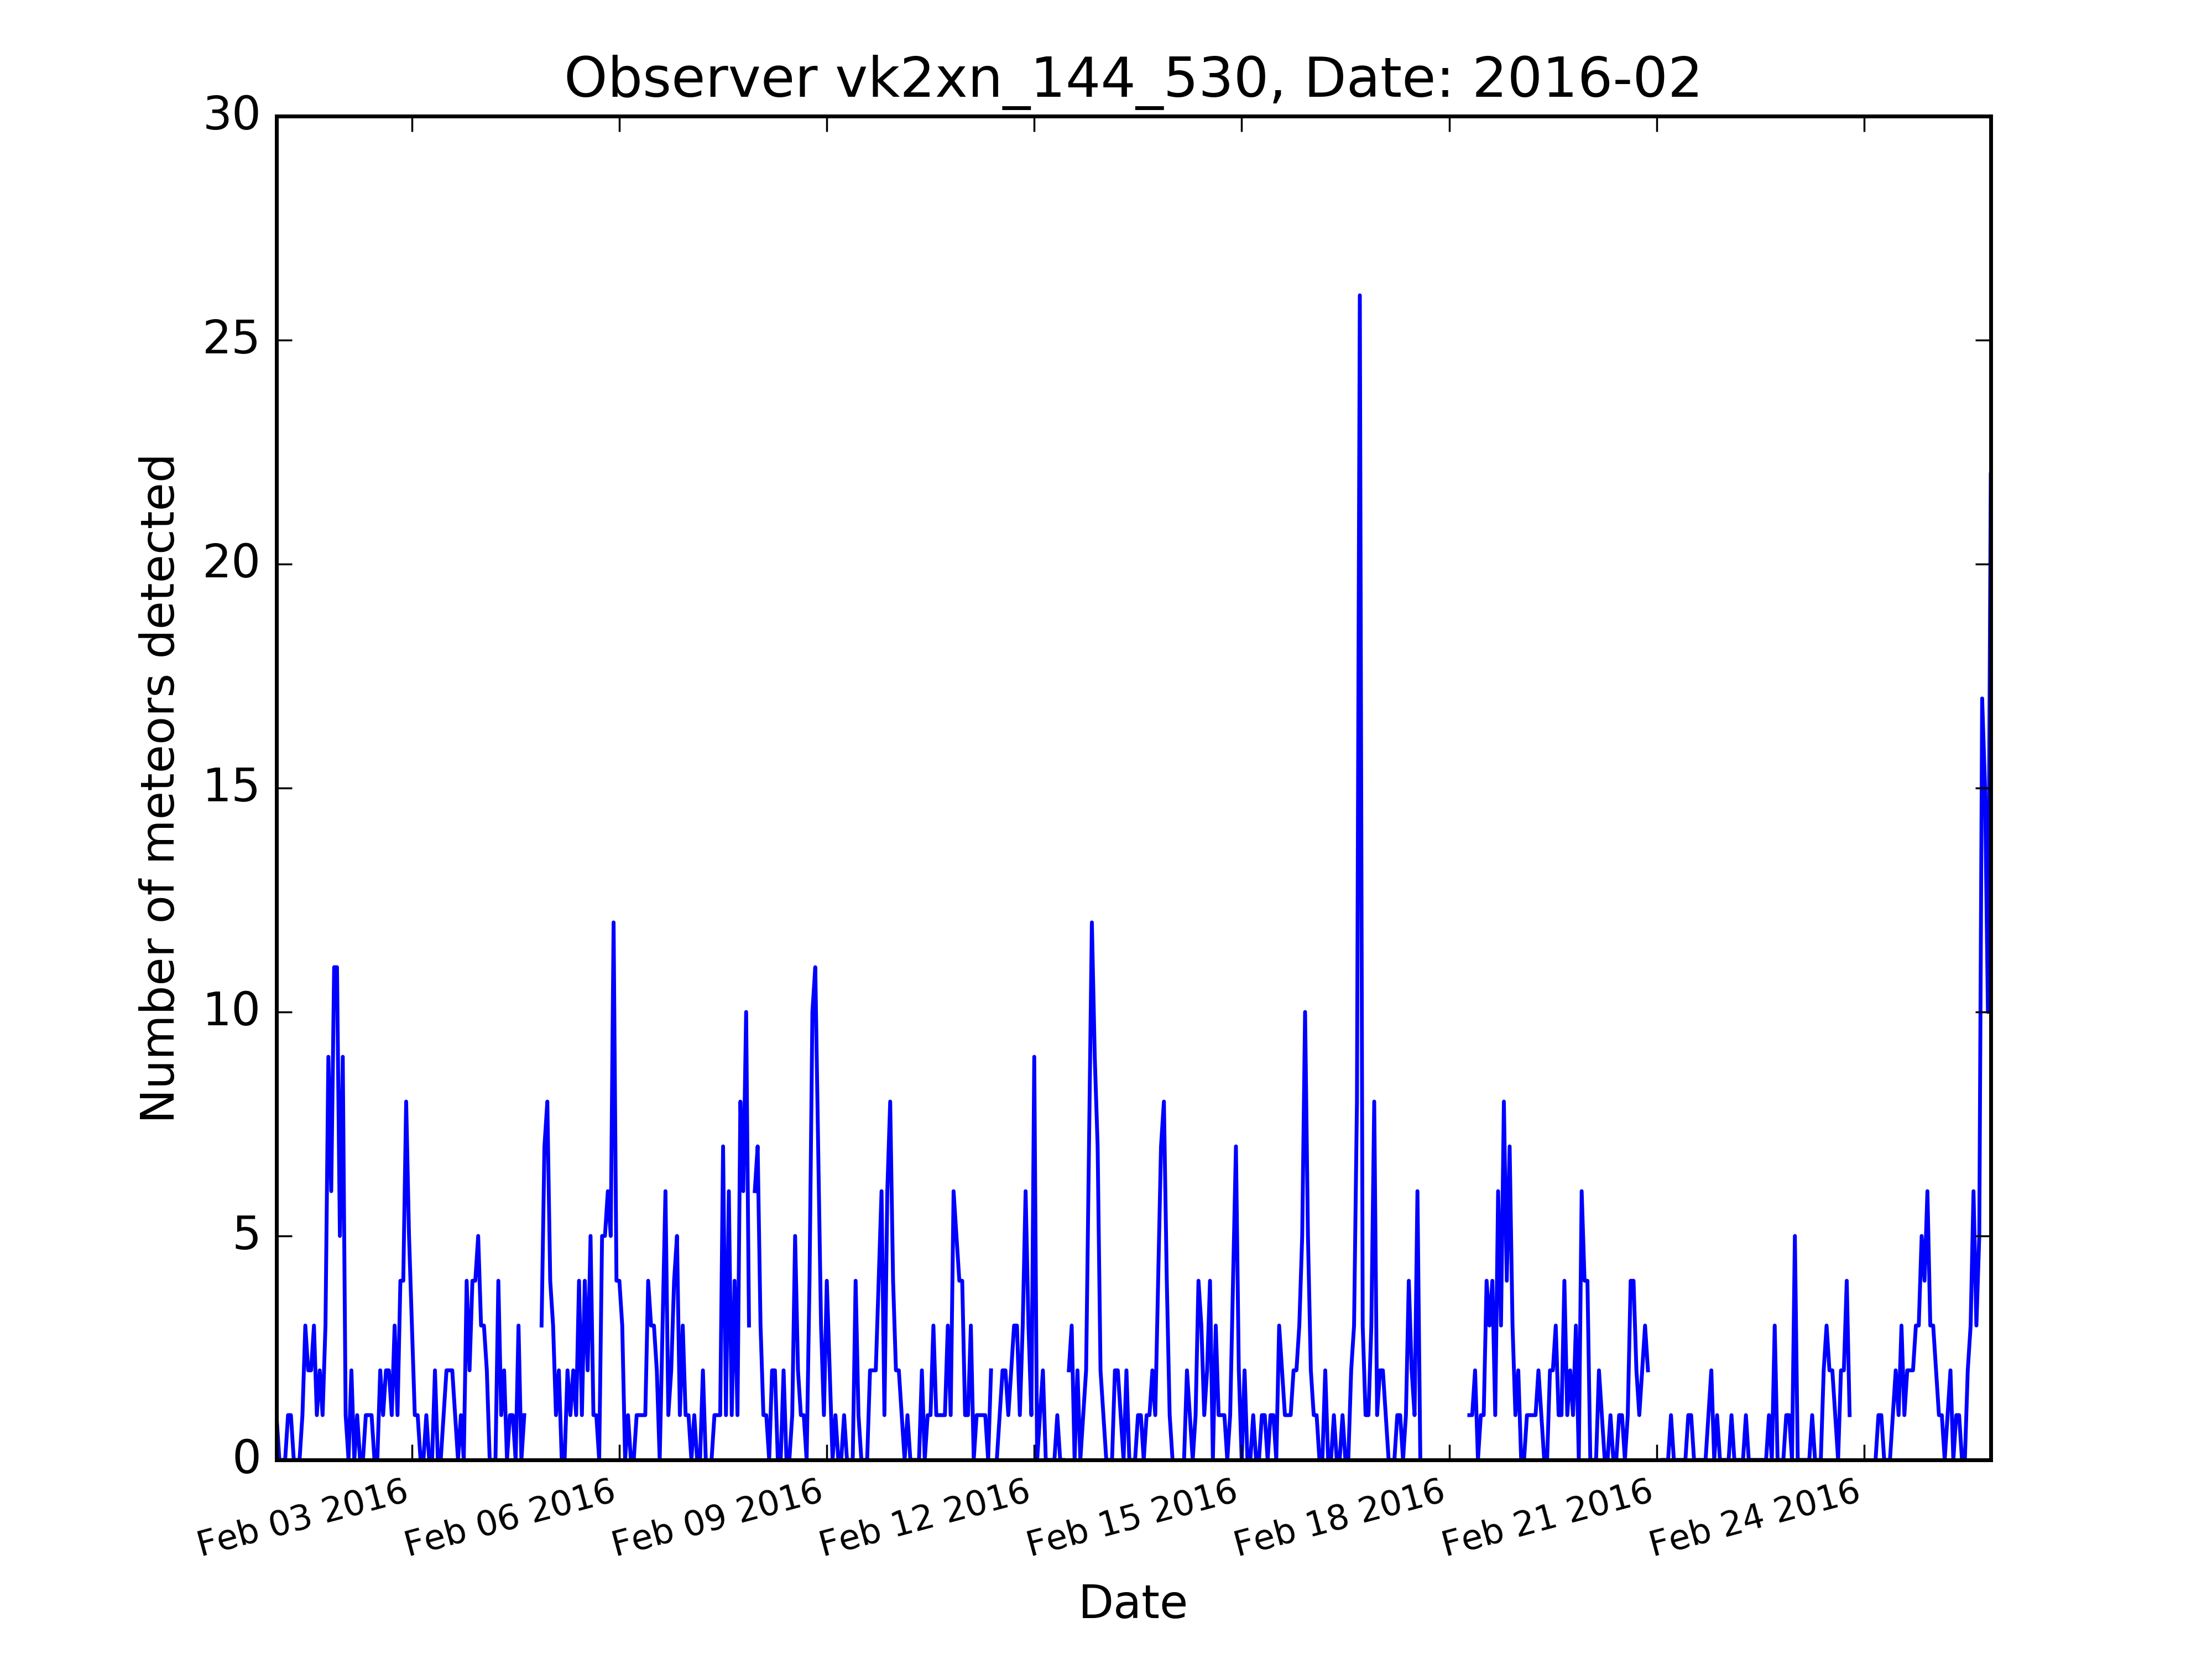 Observer vk2xn_144_530, Date: 2016-02
30
25
20
15
10
5
0
Number of meteors detected
Feb 03 2016
Feb 06 2016
Feb 09 2016
Feb 12 2016
Feb 15 2016
Feb 18 2016
Feb 21 2016
Feb 24 2016
Date